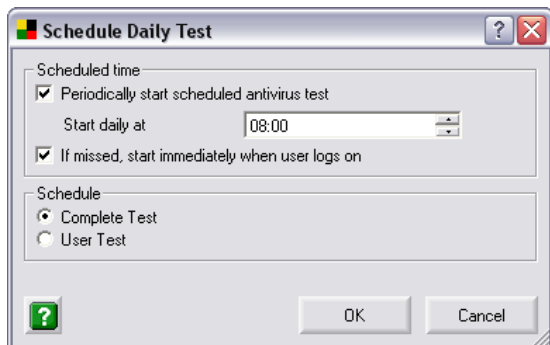 Schedule Daily Test
Scheduled time
Periodically start scheduled antivirus test
Start daily at 08:00
If missed, start immediately when user logs on
Schedule
Complete Test
User Test
? OK Cancel